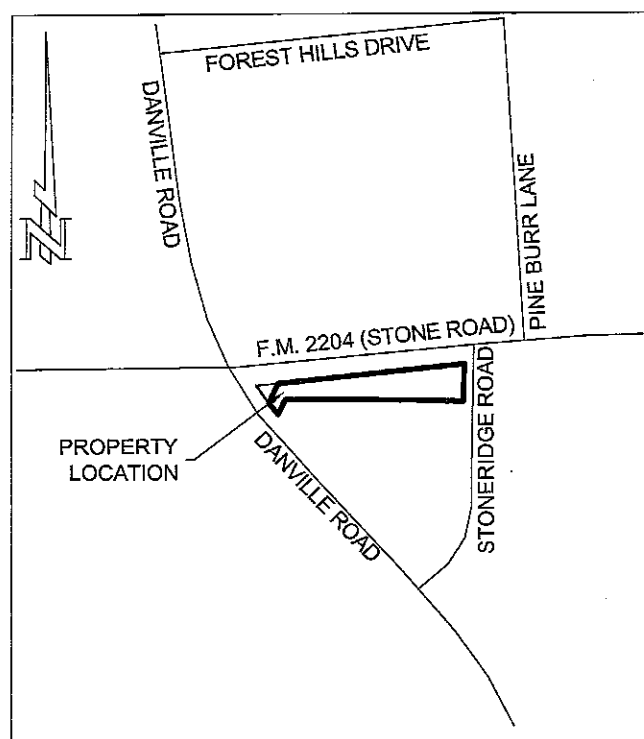 FOREST HILLS DRIVE
DANVILLE ROAD
PINE BURR LANE
N
F.M. 2204 (STONE ROAD)
PROPERTY
LOCATION
DANVILLE ROAD
STONERIDGE ROAD